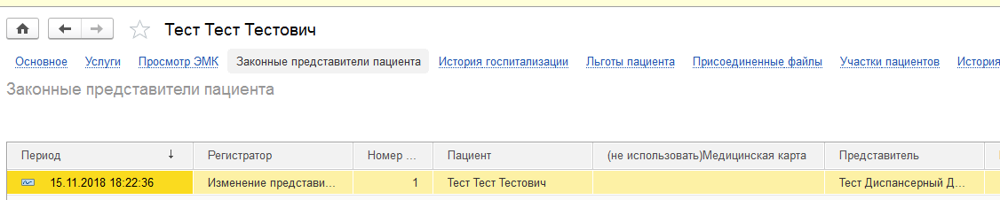 Тест Тест Тестович
Основное Услуги Просмотр ЭМК Законные представители пациента История госпитализации Льготы пациента Присоединенные файлы Участки пациентов История
Законные представители пациента
Период ↓ Регистратор Номер ... Пациент (не использовать)Медицинская карта Представитель
15.11.2018 18:22:36 Изменение представи... 1 Тест Тест Тестович Тест Диспансерный Д...